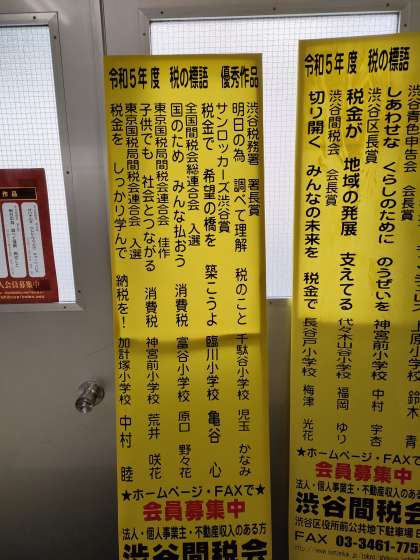 令和5年度 税の標語 優秀作品
渋谷税務署 署長賞
明日の為 調べて理解 税のこと 千駄谷小学校 児玉 かなみ
サンロッカーズ渋谷賞
税金で 希望の橋を 築こうよ 臨川小学校 亀谷 心
全国間税会総連合会 入選
国のため みんな払おう 消費税 富谷小学校 原口 野々花
東京国税局間税会連合会 佳作
子供でも 社会とつながる 消費税 神宮前小学校 荒井 咲花
東京国税局間税会連合会 入選
税金を しっかり学んで 納税を! 加計塚小学校 中村 睦
★ホームページ・FAXで★
会員募集中
法人・個人事業主・不動産収入のある方
渋谷間税会
令和5年度 税の標語
青色申告会 会長賞
しあわせな くらしのために のうぜいを 神宮前小学校 中村 宇杏
渋谷区長賞
税金が 地域の発展 支えてる 代々木山谷小学校 福岡 ゆり
渋谷間税会 会長賞
切り開く みんなの未来を 税金で 長谷戸小学校 梅津 光花
★ホームページ・FAX
会員募集
法人・個人事業主・不動産収入
渋谷間税
渋谷区役所前公共地下駐車場
FAX 03-3461-775
作品
会員募集中